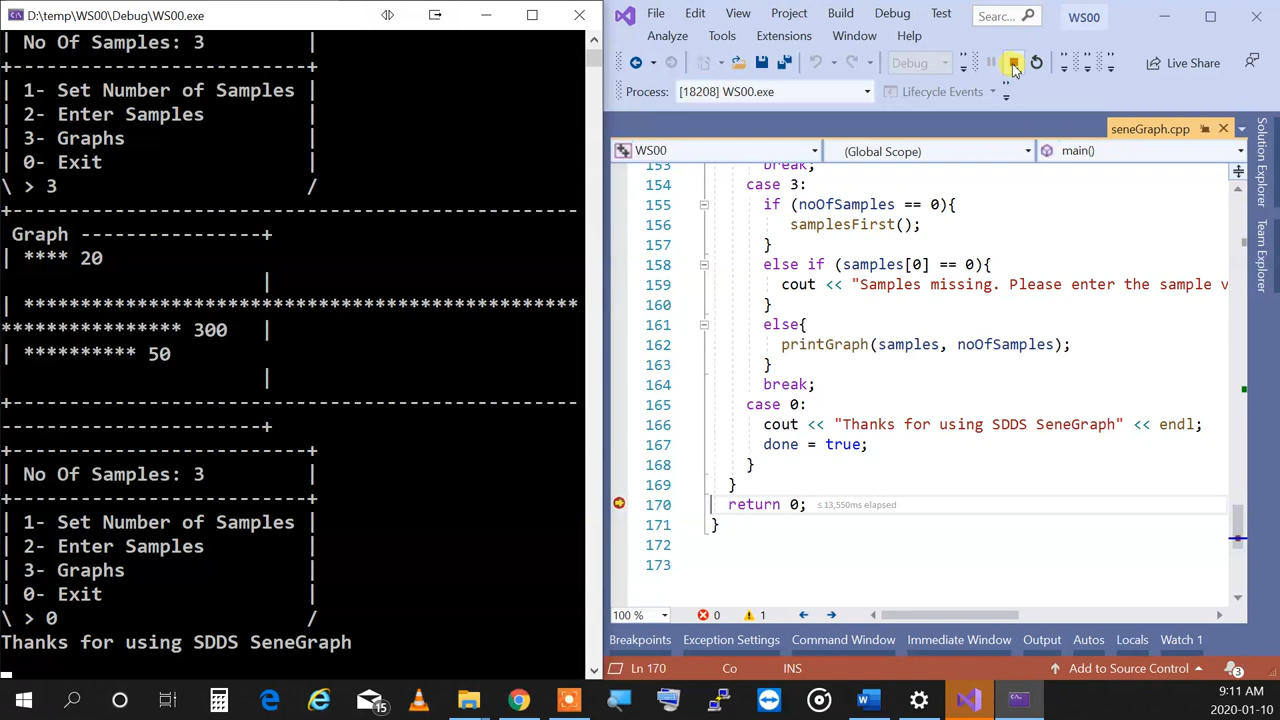 D:\temp\WS00\Debug\WS00.exe
| No Of Samples: 3 |
+---------------------------+
| 1- Set Number of Samples |
| 2- Enter Samples |
| 3- Graphs |
| 0- Exit |
\ > 3 /
+--------------------------------------------------
Graph ----------------+
| **** 20
|
| *************************************************
**************** 300 |
| ********** 50
|
+--------------------------------------------------
-----------------------+
+---------------------------+
| No Of Samples: 3 |
+---------------------------+
| 1- Set Number of Samples |
| 2- Enter Samples |
| 3- Graphs |
| 0- Exit |
\ > 0 /
Thanks for using SDDS SeneGraph
File Edit View Project Build Debug Test Searc... WS00
Analyze Tools Extensions Window Help
Debug Live Share
Process: [18208] WS00.exe Lifecycle Events
seneGraph.cpp
WS00 (Global Scope) main()
153 break;
154 case 3:
155 if (noOfSamples == 0){
156 samplesFirst();
157 }
158 else if (samples[0] == 0){
159 cout << "Samples missing. Please enter the sample v
160 }
161 else{
162 printGraph(samples, noOfSamples);
163 }
164 break;
165 case 0:
166 cout << "Thanks for using SDDS SeneGraph" << endl;
167 done = true;
168 }
169 }
170 return 0; ≤13,550ms elapsed
171 }
172
173
Solution Explorer
Team Explorer
100 % 0 1
Breakpoints Exception Settings Command Window Immediate Window Output Autos Locals Watch 1
Ln 170 Co INS Add to Source Control 3
15
9:11 AM
2020-01-10